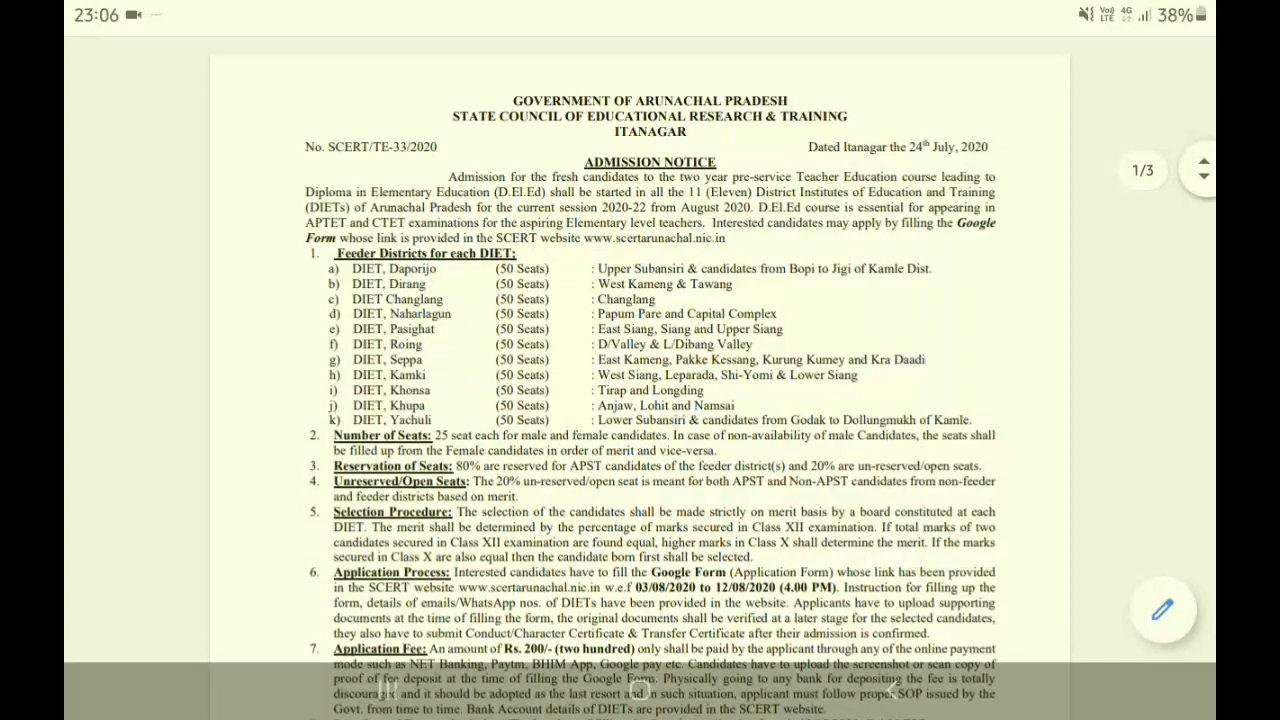 23:06
VoD LTE 4G 38%
GOVERNMENT OF ARUNACHAL PRADESH
STATE COUNCIL OF EDUCATIONAL RESEARCH & TRAINING
ITANAGAR
No. SCERT/TE-33/2020 Dated Itanagar the 24th July, 2020
1/3
ADMISSION NOTICE
Admission for the fresh candidates to the two year pre-service Teacher Education course leading to
Diploma in Elementary Education (D.El.Ed) shall be started in all the 11 (Eleven) District Institutes of Education and Training
(DIETs) of Arunachal Pradesh for the current session 2020-22 from August 2020. D.El.Ed course is essential for appearing in
APTET and CTET examinations for the aspiring Elementary level teachers. Interested candidates may apply by filling the Google
Form whose link is provided in the SCERT website www.scertarunachal.nic.in
1. Feeder Districts for each DIET:
a) DIET, Daporijo (50 Seats) : Upper Subansiri & candidates from Bopi to Jigi of Kamle Dist.
b) DIET, Dirang (50 Seats) : West Kameng & Tawang
c) DIET Changlang (50 Seats) : Changlang
d) DIET, Naharlagun (50 Seats) : Papum Pare and Capital Complex
e) DIET, Pasighat (50 Seats) : East Siang, Siang and Upper Siang
f) DIET, Roing (50 Seats) : D/Valley & L/Dibang Valley
g) DIET, Seppa (50 Seats) : East Kameng, Pakke Kessang, Kurung Kumey and Kra Daadi
h) DIET, Kamki (50 Seats) : West Siang, Leparada, Shi-Yomi & Lower Siang
i) DIET, Khonsa (50 Seats) : Tirap and Longding
j) DIET, Khupa (50 Seats) : Anjaw, Lohit and Namsai
k) DIET, Yachuli (50 Seats) : Lower Subansiri & candidates from Godak to Dollungmukh of Kamle.
2. Number of Seats: 25 seat each for male and female candidates. In case of non-availability of male Candidates, the seats shall
be filled up from the Female candidates in order of merit and vice-versa.
3. Reservation of Seats: 80% are reserved for APST candidates of the feeder district(s) and 20% are un-reserved/open seats.
4. Unreserved/Open Seats: The 20% un-reserved/open seat is meant for both APST and Non-APST candidates from non-feeder
and feeder districts based on merit.
5. Selection Procedure: The selection of the candidates shall be made strictly on merit basis by a board constituted at each
DIET. The merit shall be determined by the percentage of marks secured in Class XII examination. If total marks of two
candidates secured in Class XII examination are found equal, higher marks in Class X shall determine the merit. If the marks
secured in Class X are also equal then the candidate born first shall be selected.
6. Application Process: Interested candidates have to fill the Google Form (Application Form) whose link has been provided
in the SCERT website www.scertarunachal.nic.in w.e.f 03/08/2020 to 12/08/2020 (4.00 PM). Instruction for filling up the
form, details of emails/WhatsApp nos. of DIETs have been provided in the website. Applicants have to upload supporting
documents at the time of filling the form, the original documents shall be verified at a later stage for the selected candidates,
they also have to submit Conduct/Character Certificate & Transfer Certificate after their admission is confirmed.
7. Application Fee: An amount of Rs. 200/- (two hundred) only shall be paid by the applicant through any of the online payment
mode such as NET Banking, Paytm, BHIM App, Google pay etc. Candidates have to upload the screenshot or scan copy of
proof of fee deposit at the time of filling the Google Form. Physically going to any bank for depositing the fee is totally
discouraged and it should be adopted as the last resort and in such situation, applicant must follow proper SOP issued by the
Govt. from time to time. Bank Account details of DIETs are provided in the SCERT website.